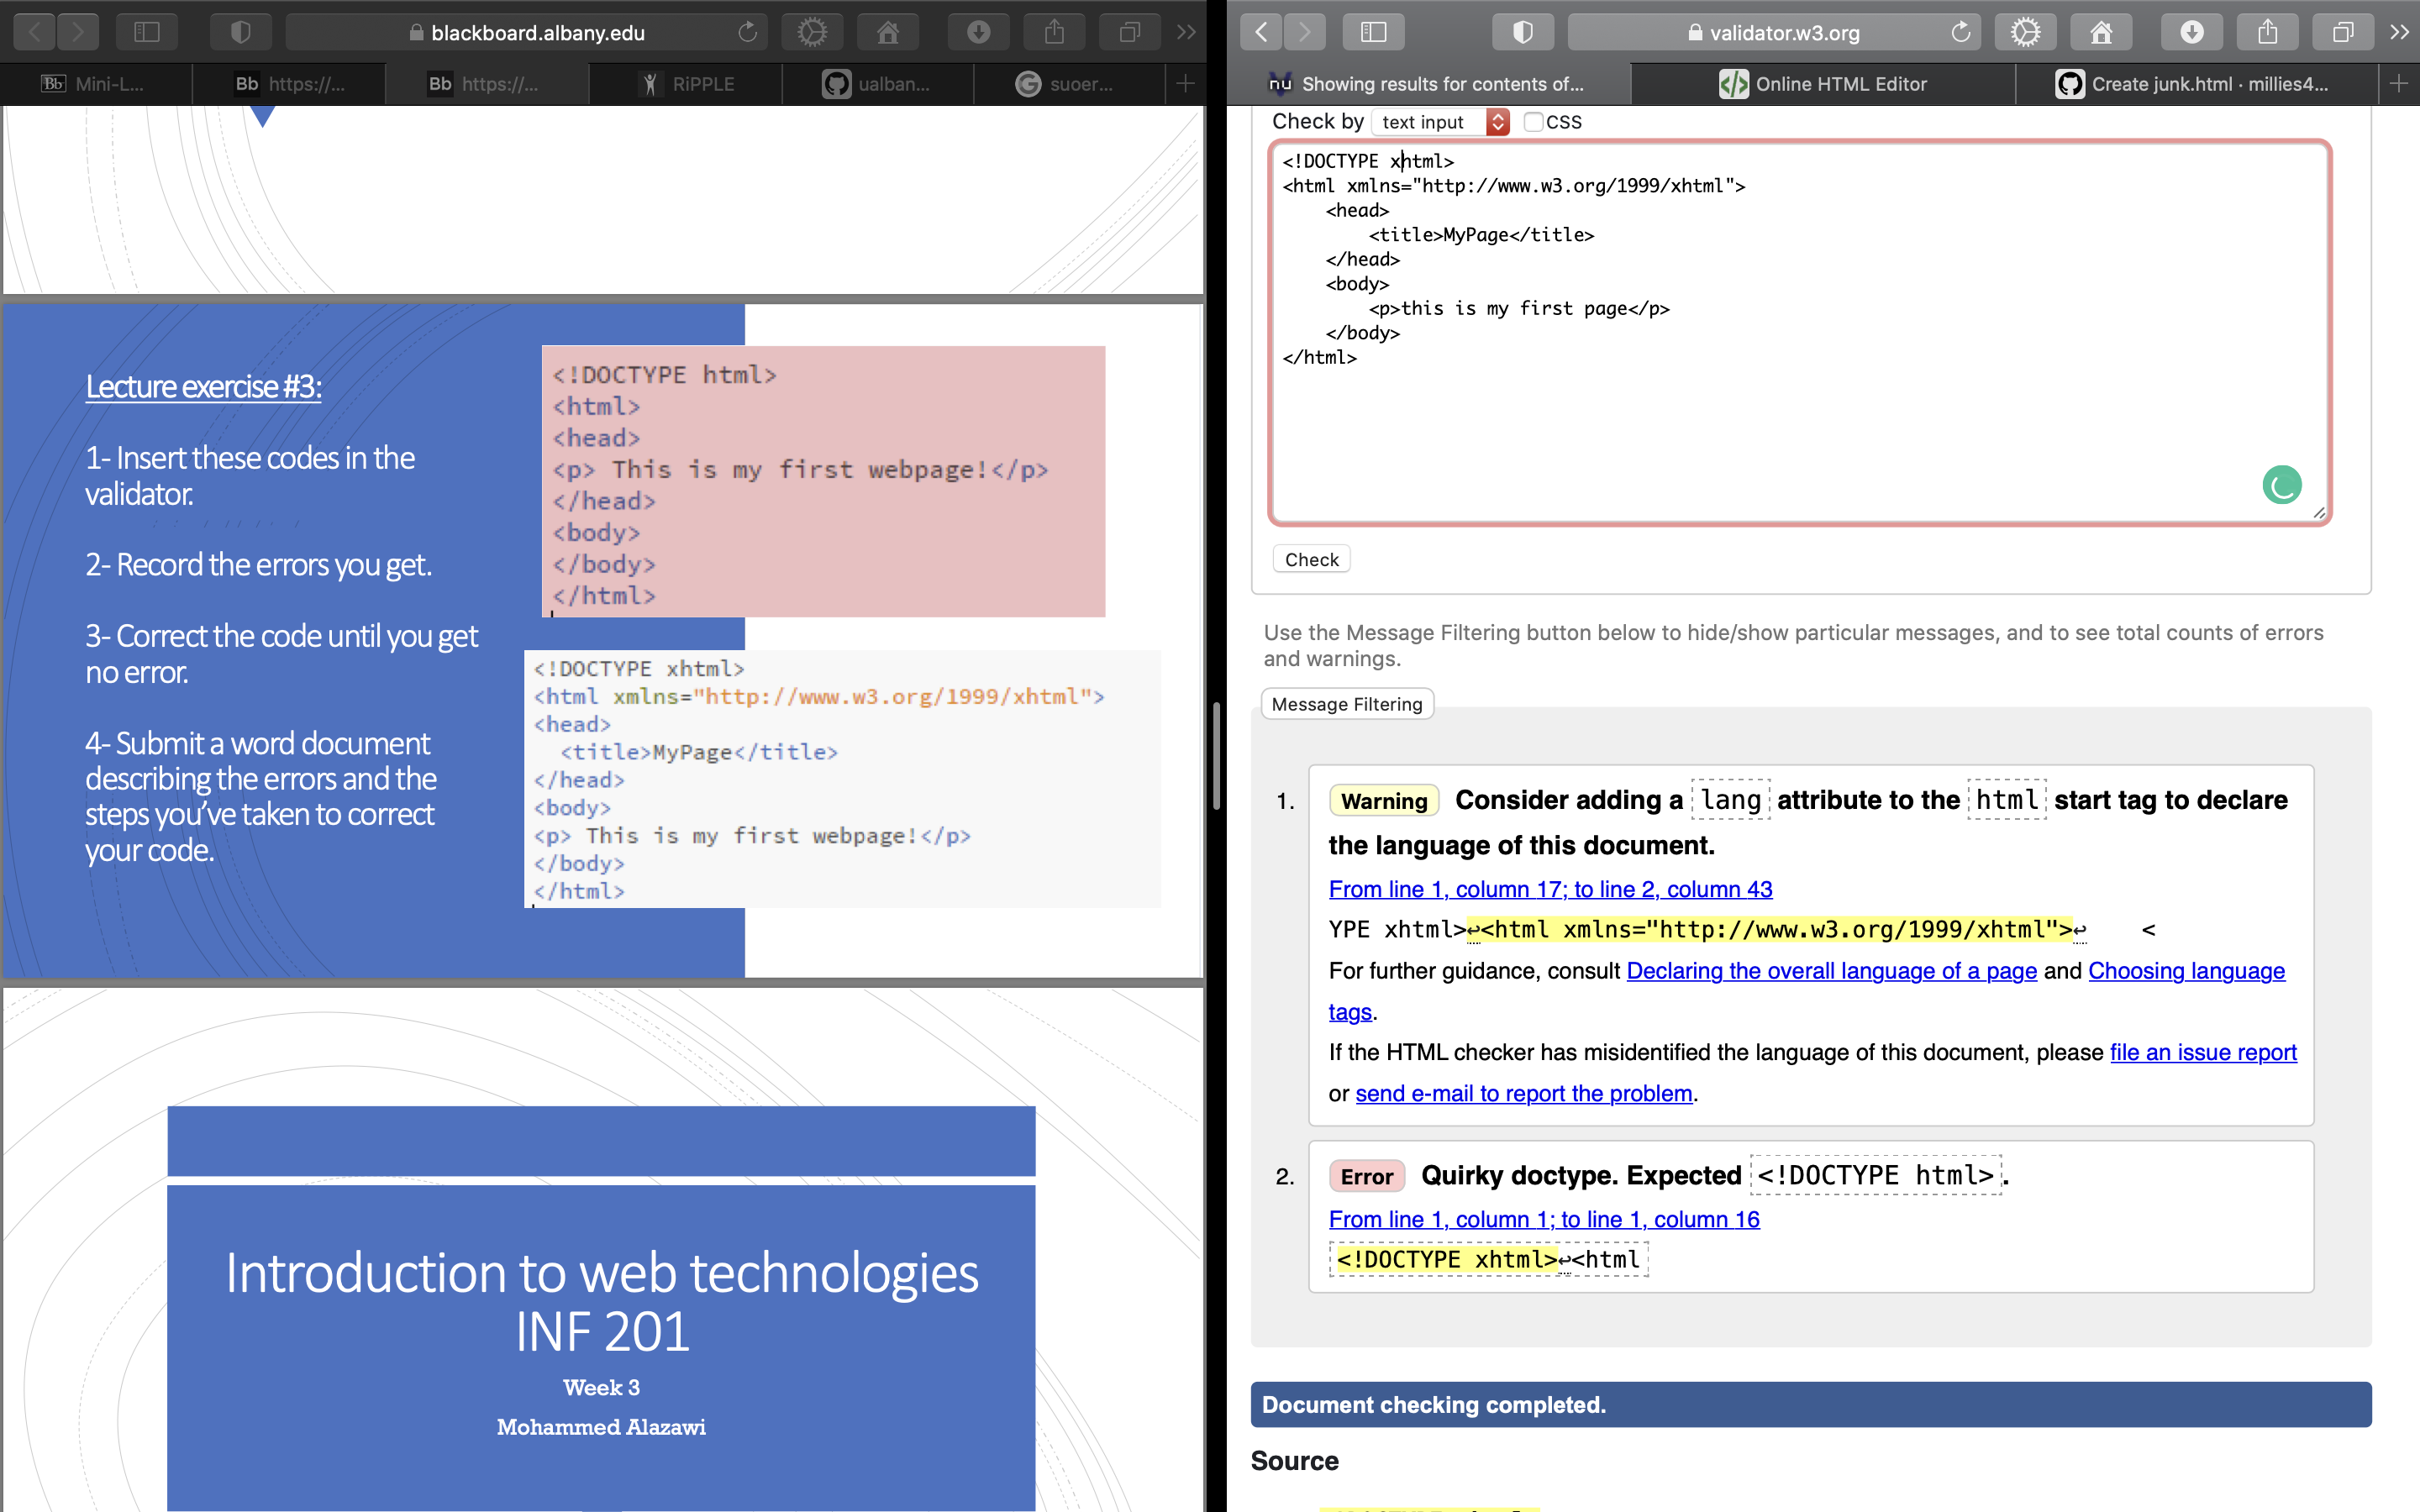 blackboard.albany.edu
Mini-L...
Bb https://...
Bb https://...
RiPPLE
ualban...
G suoer...
Lecture exercise #3:
1- Insert these codes in the
validator.
2- Record the errors you get.
3- Correct the code until you get
no error.
4- Submit a word document
describing the errors and the
steps you've taken to correct
your code.
<!DOCTYPE html>
<html>
<head>
<p> This is my first webpage!</p>
</head>
<body>
</body>
</html>
<!DOCTYPE xhtml>
<html xmlns="http://www.w3.org/1999/xhtml">
<head>
<title>MyPage</title>
</head>
<body>
<p> This is my first webpage!</p>
</body>
</html>
Introduction to web technologies
INF 201
Week 3
Mohammed Alazawi
validator.w3.org
nu Showing results for contents of...
</> Online HTML Editor
Create junk.html · millies4...
Check by text input CSS
<!DOCTYPE xhtml>
<html xmlns="http://www.w3.org/1999/xhtml">
<head>
<title>MyPage</title>
</head>
<body>
<p>this is my first page</p>
</body>
</html>
Check
Use the Message Filtering button below to hide/show particular messages, and to see total counts of errors
and warnings.
Message Filtering
1. Warning Consider adding a lang attribute to the html start tag to declare
the language of this document.
From line 1, column 17; to line 2, column 43
YPE xhtml>↩<html xmlns="http://www.w3.org/1999/xhtml">↩ <
For further guidance, consult Declaring the overall language of a page and Choosing language
tags.
If the HTML checker has misidentified the language of this document, please file an issue report
or send e-mail to report the problem.
2. Error Quirky doctype. Expected <!DOCTYPE html>.
From line 1, column 1; to line 1, column 16
<!DOCTYPE xhtml>↩<html
Document checking completed.
Source